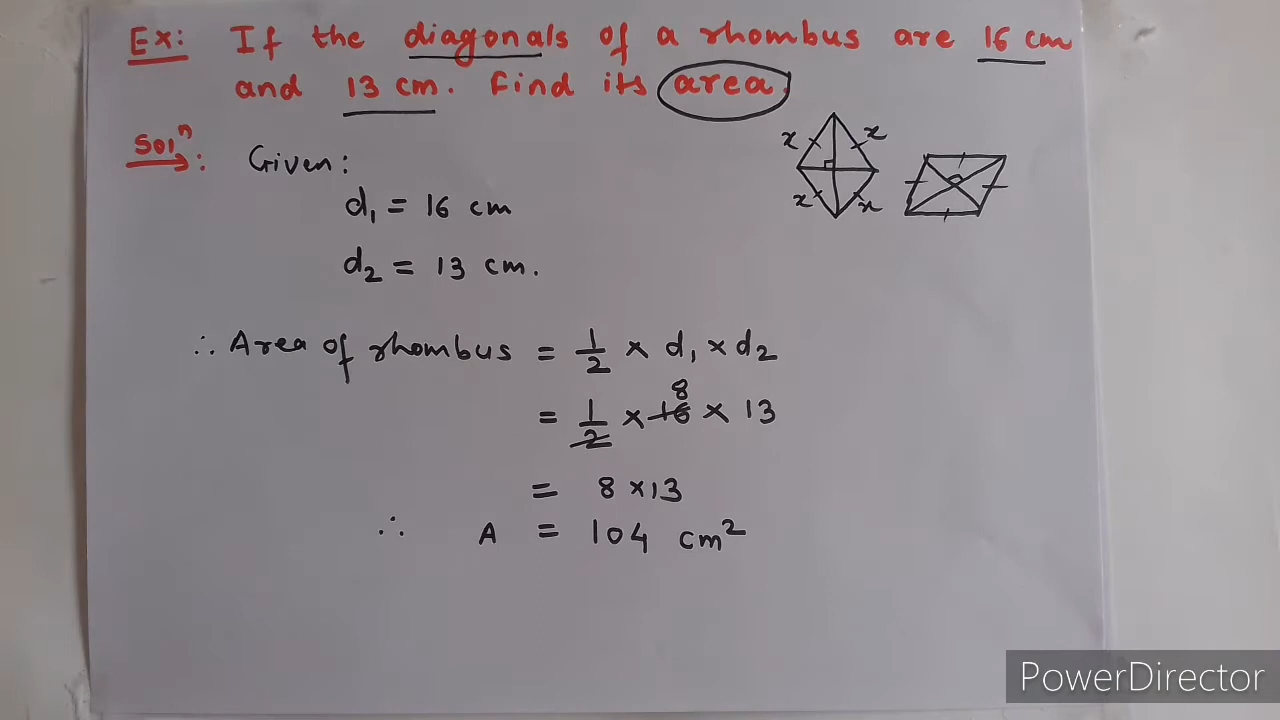 Ex: If the diagonals of a rhombus are 16 cm
and 13 cm. Find its area.
Solⁿ: Given:
d₁ = 16 cm
d₂ = 13 cm.
x x
x x
∴ Area of rhombus = 1/2 × d₁ × d₂
8
= 1/2 × 16 × 13
= 8 × 13
∴ A = 104 cm²
PowerDirector